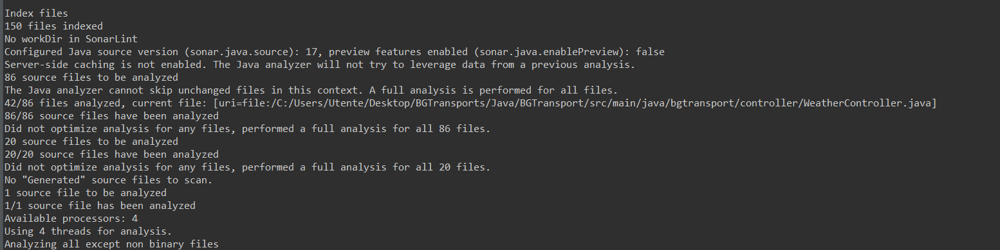 Index files
150 files indexed
No workDir in SonarLint
Configured Java source version (sonar.java.source): 17, preview features enabled (sonar.java.enablePreview): false
Server-side caching is not enabled. The Java analyzer will not try to leverage data from a previous analysis.
86 source files to be analyzed
The Java analyzer cannot skip unchanged files in this context. A full analysis is performed for all files.
42/86 files analyzed, current file: [uri=file:/C:/Users/Utente/Desktop/BGTransports/Java/BGTransport/src/main/java/bgtransport/controller/WeatherController.java]
86/86 source files have been analyzed
Did not optimize analysis for any files, performed a full analysis for all 86 files.
20 source files to be analyzed
20/20 source files have been analyzed
Did not optimize analysis for any files, performed a full analysis for all 20 files.
No "Generated" source files to scan.
1 source file to be analyzed
1/1 source file has been analyzed
Available processors: 4
Using 4 threads for analysis.
Analyzing all except non binary files